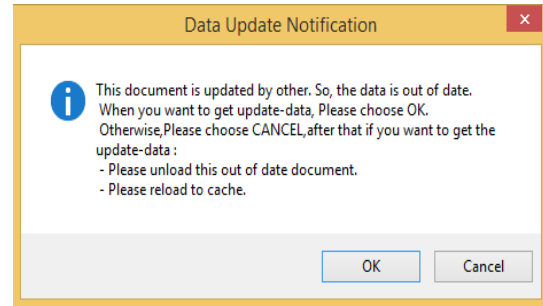 Data Update Notification
This document is updated by other. So, the data is out of date.
When you want to get update-data, Please choose OK.
Otherwise,Please choose CANCEL,after that if you want to get the
update-data :
- Please unload this out of date document.
- Please reload to cache.
OK
Cancel